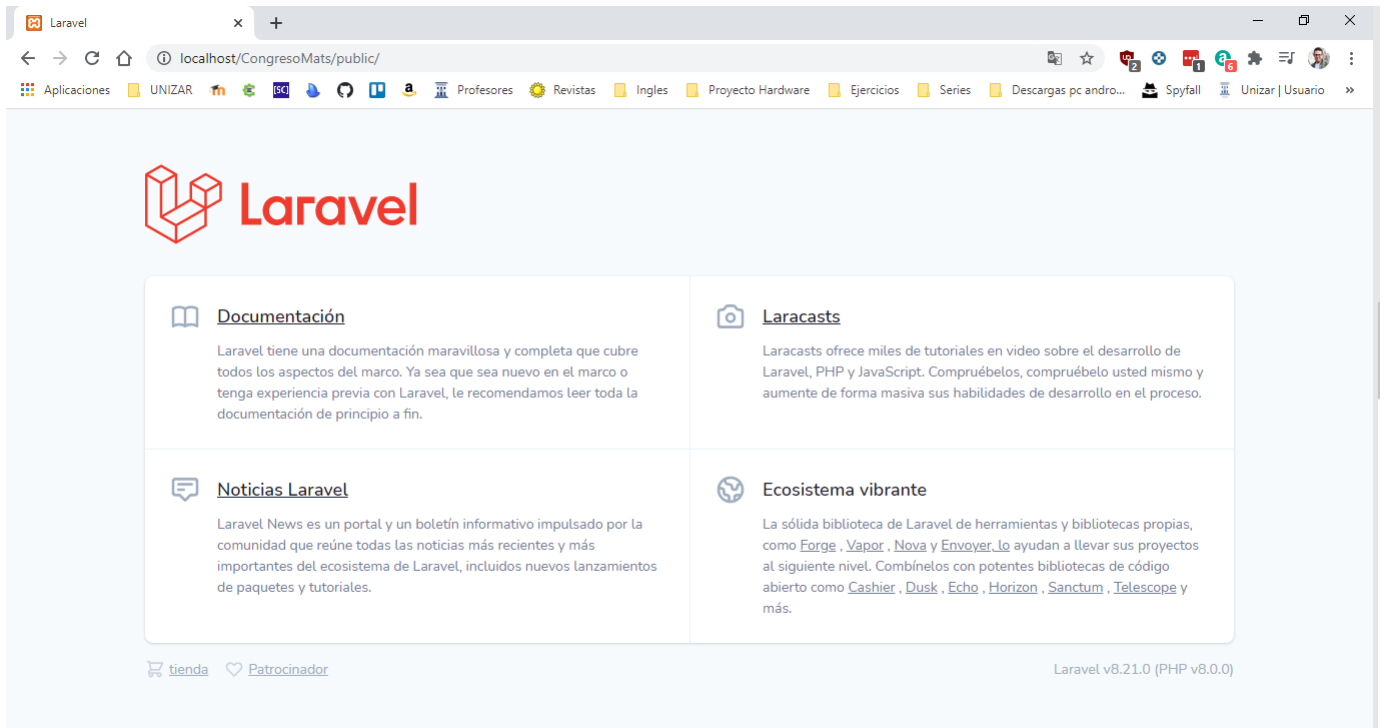 Laravel
localhost/CongresoMats/public/
2
1
6
Aplicaciones UNIZAR [SC] a. Profesores Revistas Ingles Proyecto Hardware Ejercicios Series Descargas pc andro... Spyfall Unizar | Usuario »
Laravel
Documentación
Laravel tiene una documentación maravillosa y completa que cubre
todos los aspectos del marco. Ya sea que sea nuevo en el marco o
tenga experiencia previa con Laravel, le recomendamos leer toda la
documentación de principio a fin.
Laracasts
Laracasts ofrece miles de tutoriales en video sobre el desarrollo de
Laravel, PHP y JavaScript. Compruébelos, compruébelo usted mismo y
aumente de forma masiva sus habilidades de desarrollo en el proceso.
Noticias Laravel
Laravel News es un portal y un boletín informativo impulsado por la
comunidad que reúne todas las noticias más recientes y más
importantes del ecosistema de Laravel, incluidos nuevos lanzamientos
de paquetes y tutoriales.
Ecosistema vibrante
La sólida biblioteca de Laravel de herramientas y bibliotecas propias,
como Forge , Vapor , Nova y Envoyer, lo ayudan a llevar sus proyectos
al siguiente nivel. Combínelos con potentes bibliotecas de código
abierto como Cashier , Dusk , Echo , Horizon , Sanctum , Telescope y
más.
tienda Patrocinador
Laravel v8.21.0 (PHP v8.0.0)